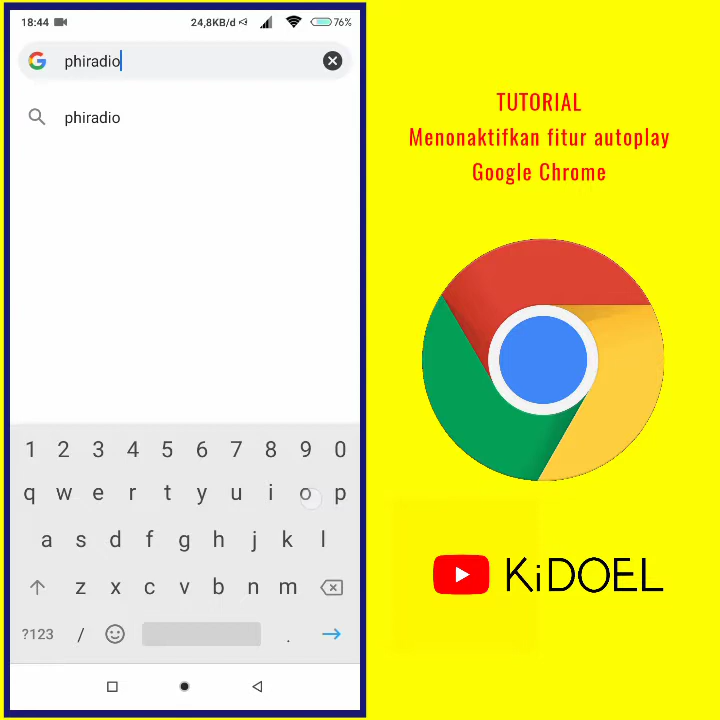 18:44 24,8KB/d 76%
phiradio
phiradio
1 2 3 4 5 6 7 8 9 0
q w e r t y u i o p
a s d f g h j k l
z x c v b n m
?123 / .
TUTORIAL
Menonaktifkan fitur autoplay
Google Chrome
KiDOEL